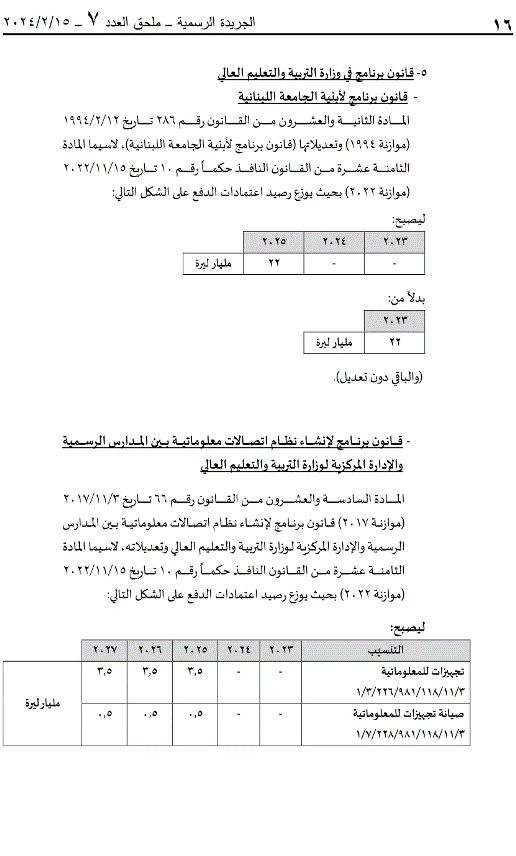 ١٦ الجريدة الرسمية ـ ملحق العدد ٧ ـ ٢٠٢٤/٢/١٥
٥- قانون برنامج في وزارة التربية والتعليم العالي
- قانون برنامج لأبنية الجامعة اللبنانية
المادة الثانية والعشرون من القانون رقم ٢٨٦ تاريخ ١٩٩٤/٢/١٢
(موازنة ١٩٩٤) وتعديلاتها (قانون برنامج لأبنية الجامعة اللبنانية)، لاسيما المادة
الثامنة عشرة من القانون النافذ حكماً رقم ١٠ تاريخ ٢٠٢٢/١١/١٥
(موازنة ٢٠٢٢) بحيث يوزع رصيد اعتمادات الدفع على الشكل التالي:
ليصبح:
٢٠٢٣ ٢٠٢٤ ٢٠٢٥
- - ٢٢ مليار ليرة
بدلاً من:
٢٠٢٣
٢٢ مليار ليرة
(والباقي دون تعديل).
- قانون برنامج لإنشاء نظام اتصالات معلوماتية بين المدارس الرسمية
والإدارة المركزية لوزارة التربية والتعليم العالي
المادة السادسة والعشرون من القانون رقم ٦٦ تاريخ ٢٠١٧/١١/٣
(موازنة ٢٠١٧) قانون برنامج لإنشاء نظام اتصالات معلوماتية بين المدارس
الرسمية والإدارة المركزية لوزارة التربية والتعليم العالي وتعديلاته، لاسيما المادة
الثامنة عشرة من القانون النافذ حكماً رقم ١٠ تاريخ ٢٠٢٢/١١/١٥
(موازنة ٢٠٢٢) بحيث يوزع رصيد اعتمادات الدفع على الشكل التالي:
ليصبح:
التنسيب ٢٠٢٣ ٢٠٢٤ ٢٠٢٥ ٢٠٢٦ ٢٠٢٧
تجهيزات للمعلوماتية - - ٣,٥ ٣,٥ ٣,٥
١/٣/٢٢٦/٩٨١/١١٨/١١/٣
مليار ليرة
صيانة تجهيزات للمعلوماتية - - ٠,٥ ٠,٥ ٠,٥
١/٧/٢٢٨/٩٨١/١١٨/١١/٣